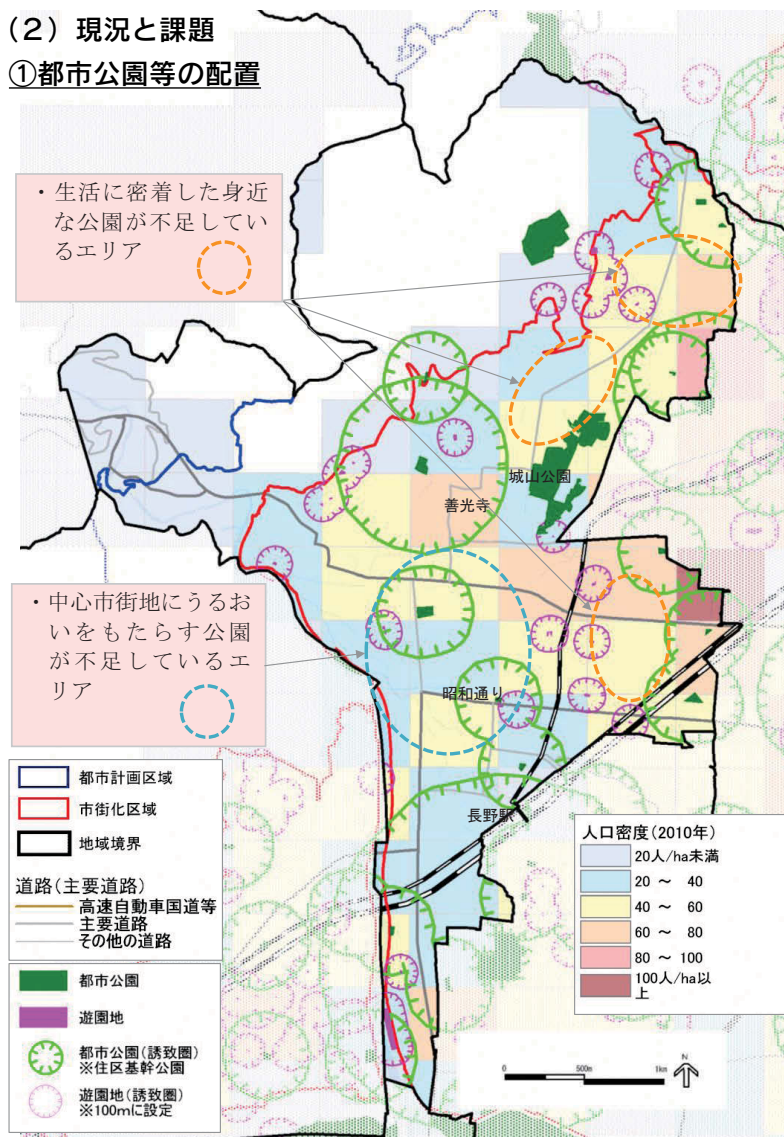 (2) 現況と課題
①都市公園等の配置
・生活に密着した身近
な公園が不足してい
るエリア
城山公園
善光寺
・中心市街地にうるお
いをもたらす公園
が不足しているエ
リア
昭和通り
長野駅
都市計画区域
市街化区域
地域境界
道路(主要道路)
高速自動車国道等
主要道路
その他の道路
都市公園
遊園地
都市公園(誘致圏)
※住区基幹公園
遊園地(誘致圏)
※100mに設定
人口密度(2010年)
20人/ha未満
20 ~ 40
40 ~ 60
60 ~ 80
80 ~ 100
100人/ha以
上
0 500m 1km
N